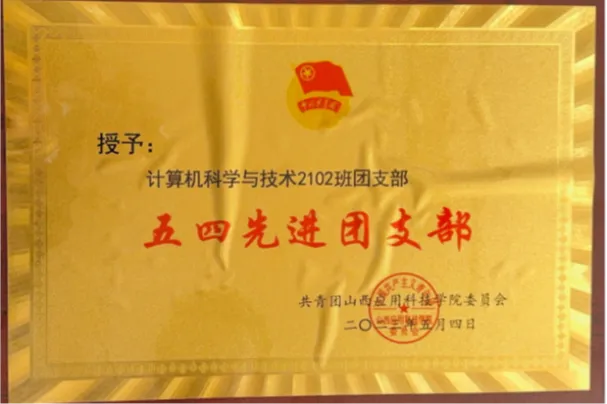 授予：
计算机科学与技术2102班团支部
五四先进团支部
共青团山西应用科技学院委员会
二〇二三年五月四日